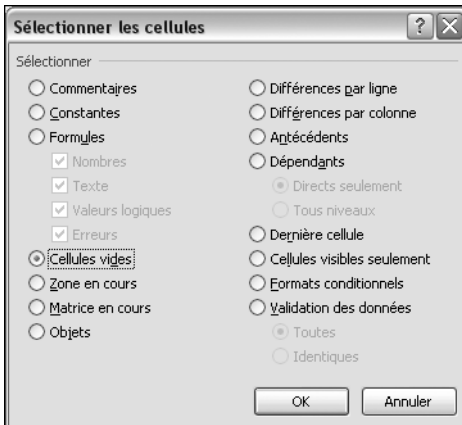 Sélectionner les cellules
Sélectionner
Commentaires
Constantes
Formules
Nombres
Texte
Valeurs logiques
Erreurs
Cellules vides
Zone en cours
Matrice en cours
Objets
Différences par ligne
Différences par colonne
Antécédents
Dépendants
Directs seulement
Tous niveaux
Dernière cellule
Cellules visibles seulement
Formats conditionnels
Validation des données
Toutes
Identiques
OK
Annuler